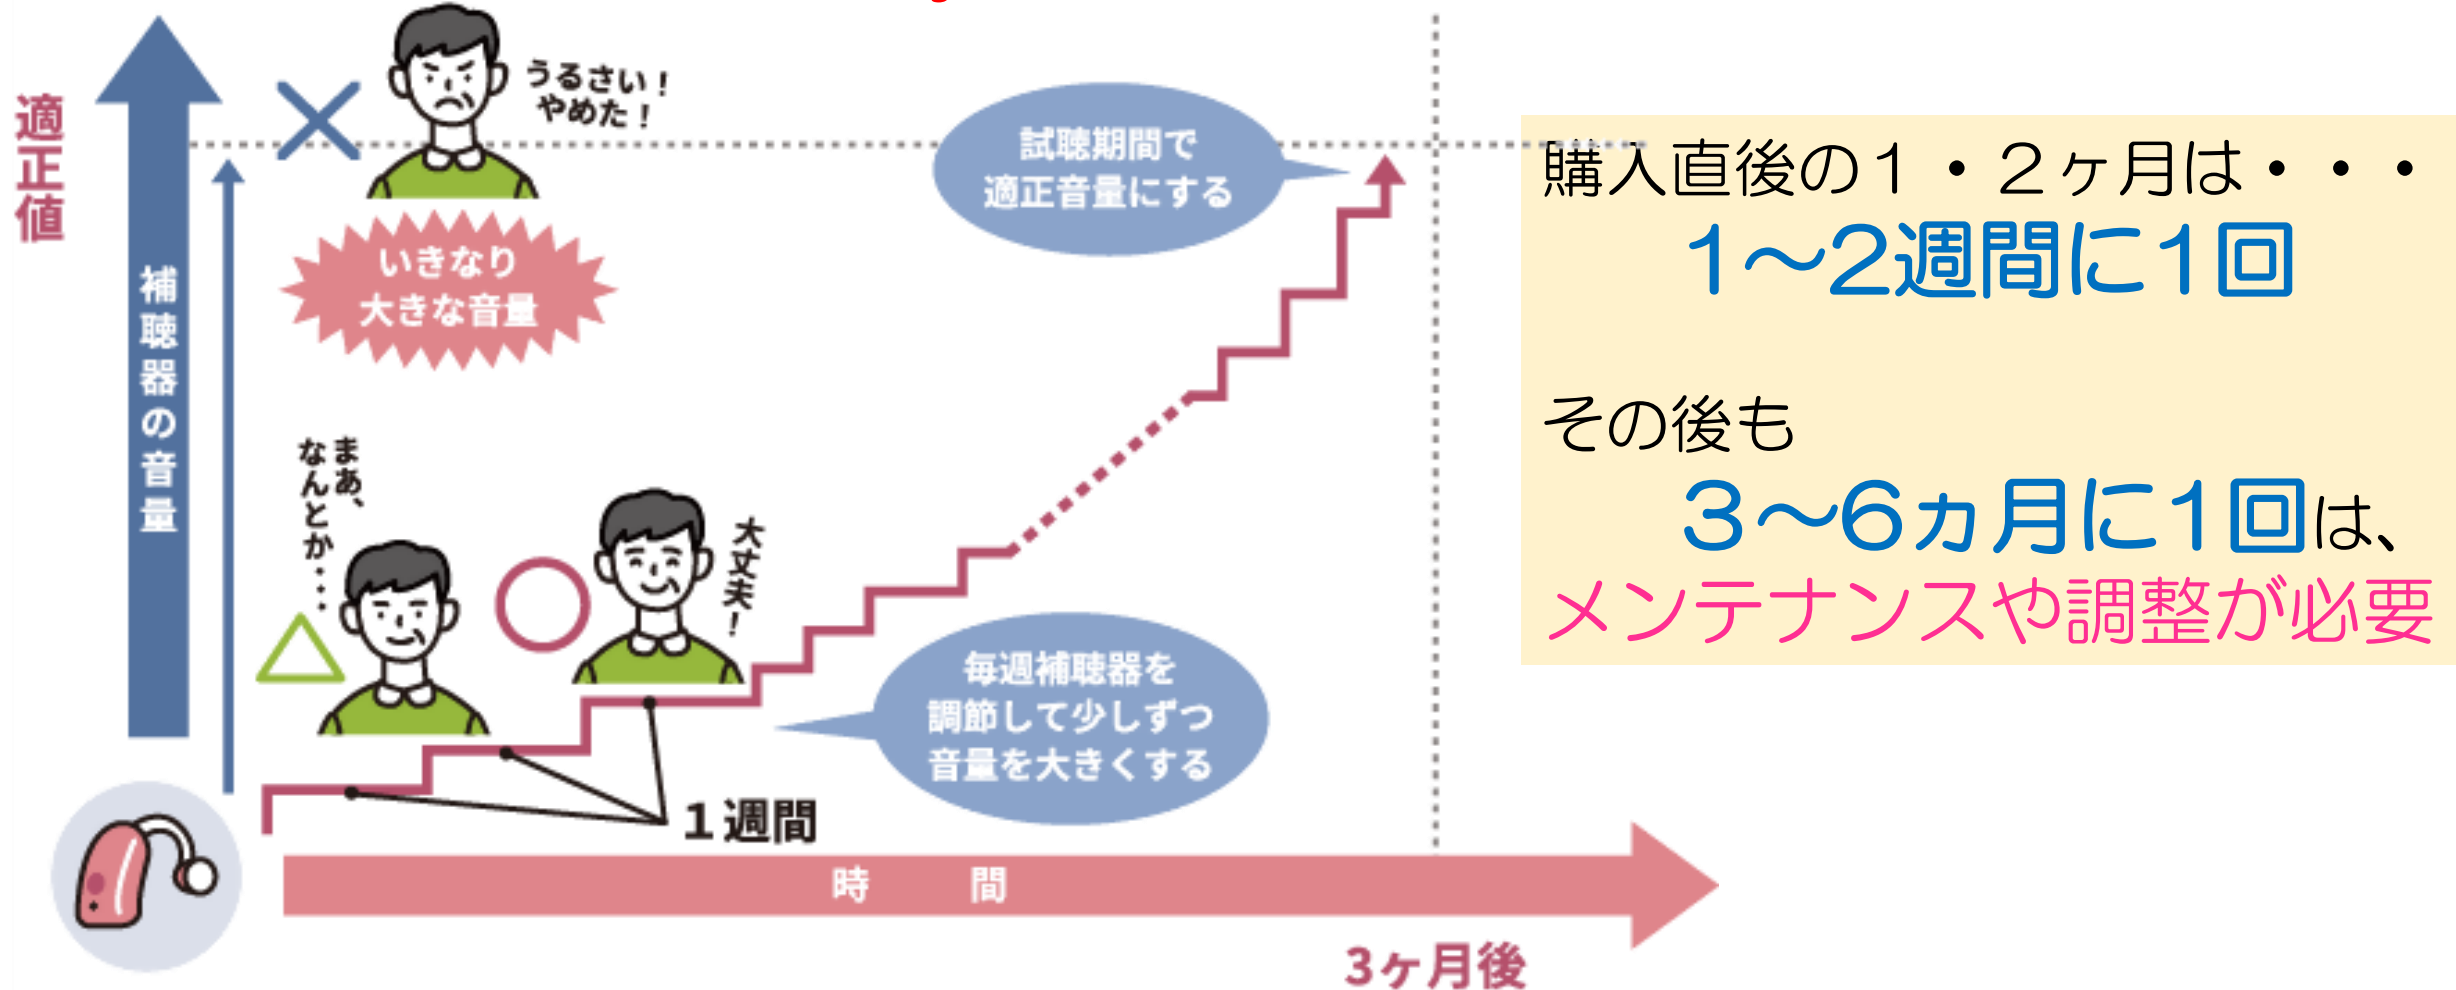 うるさい！
やめた！
適正値
試聴期間で
適正音量にする
いきなり
大きな音量
補聴器の音量
まあ、
なんとか・・・
大丈夫！
毎週補聴器を
調節して少しずつ
音量を大きくする
１週間
時間
3ヶ月後
購入直後の１・２ヶ月は・・・
１～２週間に１回
その後も
３～６ヵ月に１回は、
メンテナンスや調整が必要